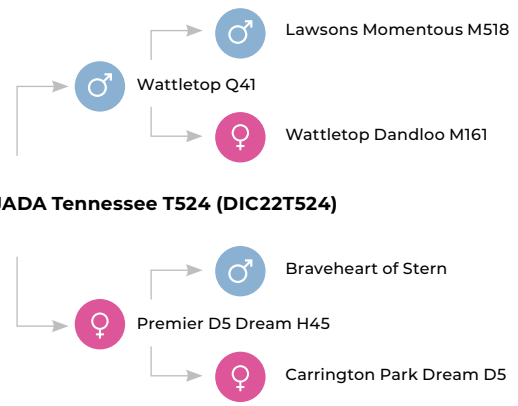 Lawsons Momentous M518
Wattletop Q41
Wattletop Dandloo M161
JADA Tennessee T524 (DIC22T524)
Braveheart of Stern
Premier D5 Dream H45
Carrington Park Dream D5